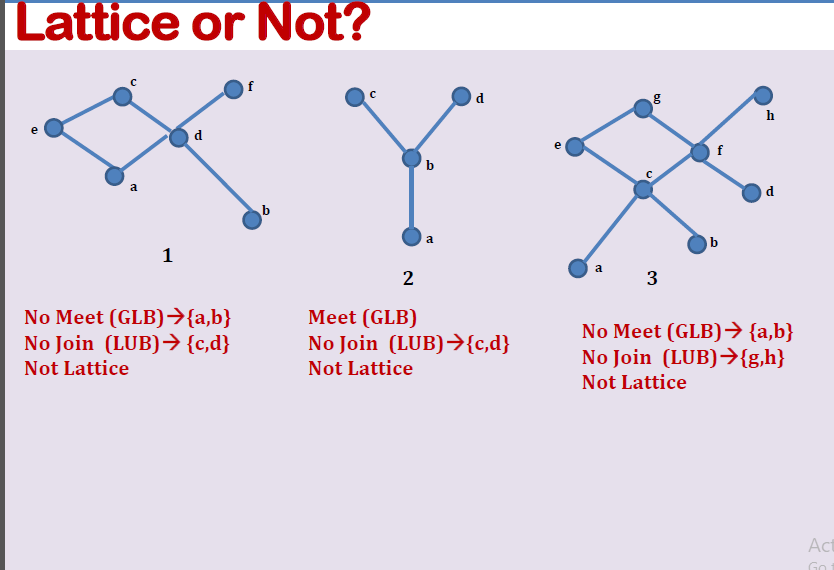 Lattice or Not?
c
f
e
d
a
b
1
c
d
b
a
2
g
h
e
f
c
d
b
a
3
No Meet (GLB)→{a,b}
No Join (LUB)→ {c,d}
Not Lattice
Meet (GLB)
No Join (LUB)→{c,d}
Not Lattice
No Meet (GLB)→ {a,b}
No Join (LUB)→{g,h}
Not Lattice